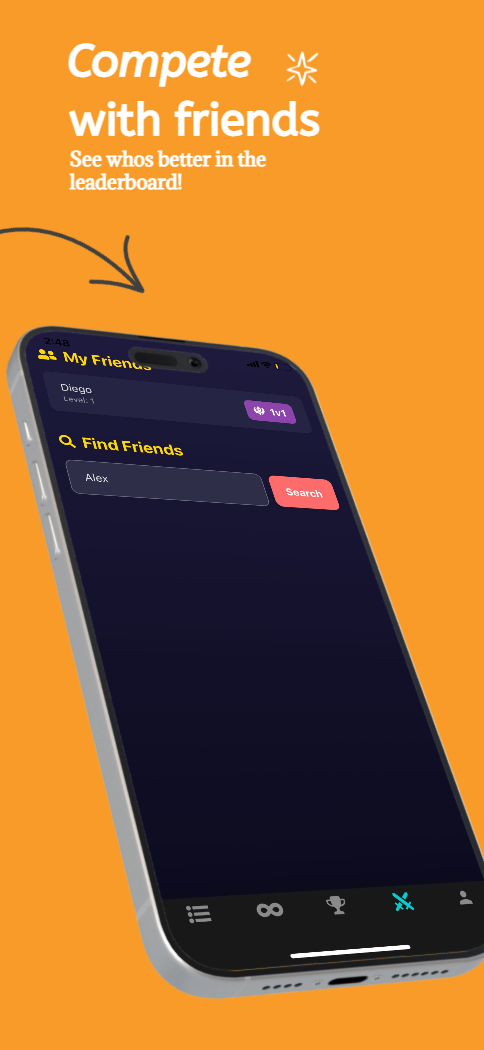 Compete
with friends
See whos better in the
leaderboard!
2:48
My Friends
Diego
Level: 1
1v1
Find Friends
Alex
Search